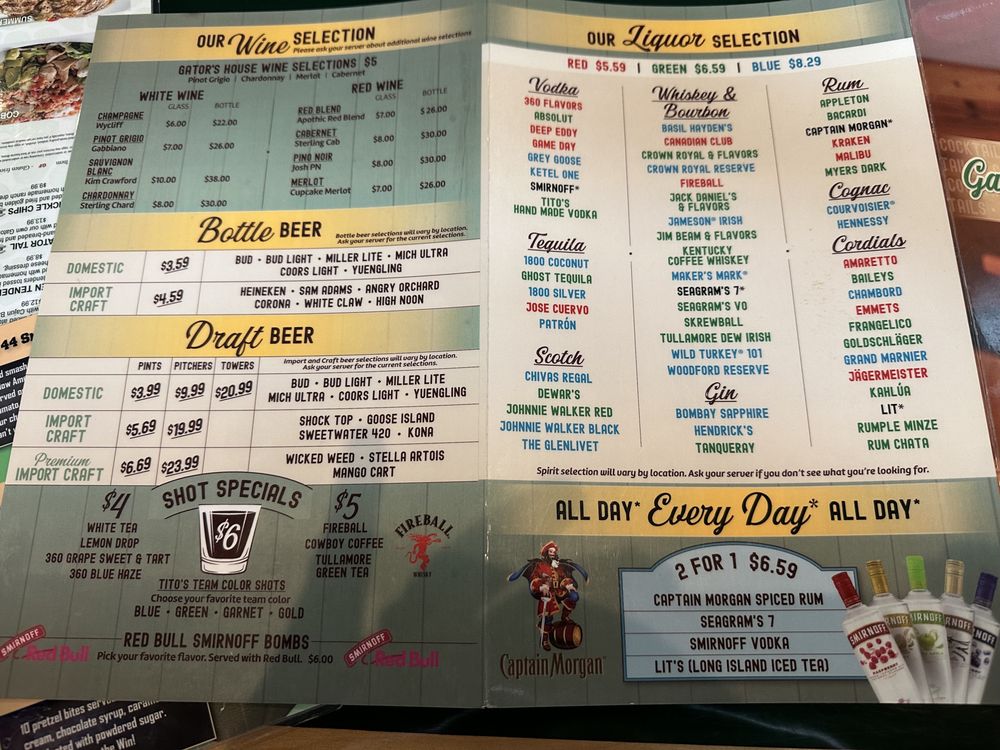 OUR Wine SELECTION
Please ask your server about additional wine selections
GATOR'S HOUSE WINE SELECTIONS $5
Pinot Grigio | Chardonnay | Merlot | Cabernet
WHITE WINE
GLASS BOTTLE
CHAMPAGNE
Wycliff $6.00 $22.00
PINOT GRIGIO
Gabbiano $7.00 $26.00
SAUVIGNON
BLANC
Kim Crawford $10.00 $38.00
CHARDONNAY
Sterling Chard $8.00 $30.00
RED WINE
GLASS BOTTLE
RED BLEND
Apothic Red Blend $7.00 $26.00
CABERNET
Sterling Cab $8.00 $30.00
PINO NOIR
Josh PN $8.00 $30.00
MERLOT
Cupcake Merlot $7.00 $26.00
Bottle BEER
Bottle beer selections will vary by location.
Ask your server for the current selections.
DOMESTIC $3.59
BUD • BUD LIGHT • MILLER LITE • MICH ULTRA
COORS LIGHT • YUENGLING
IMPORT
CRAFT $4.59
HEINEKEN • SAM ADAMS • ANGRY ORCHARD
CORONA • WHITE CLAW • HIGH NOON
Draft BEER
PINTS PITCHERS TOWERS
Import and Craft beer selections will vary by location.
Ask your server for the current selections.
DOMESTIC $3.99 $9.99 $20.99
BUD • BUD LIGHT • MILLER LITE
MICH ULTRA • COORS LIGHT • YUENGLING
IMPORT
CRAFT $5.69 $19.99
SHOCK TOP • GOOSE ISLAND
SWEETWATER 420 • KONA
Premium
IMPORT CRAFT $6.69 $23.99
WICKED WEED • STELLA ARTOIS
MANGO CART
SHOT SPECIALS
$4
WHITE TEA
LEMON DROP
360 GRAPE SWEET & TART
360 BLUE HAZE
$6
$5
FIREBALL
COWBOY COFFEE
TULLAMORE
GREEN TEA
FIREBALL
WHISKY
TITO'S TEAM COLOR SHOTS
Choose your favorite team color
BLUE • GREEN • GARNET • GOLD
RED BULL SMIRNOFF BOMBS
Pick your favorite flavor. Served with Red Bull. $6.00
SMIRNOFF
Red Bull
SMIRNOFF
Red Bull
OUR Liquor SELECTION
RED $5.59 | GREEN $6.59 | BLUE $8.29
Vodka
360 FLAVORS
ABSOLUT
DEEP EDDY
GAME DAY
GREY GOOSE
KETEL ONE
SMIRNOFF*
TITO'S
HAND MADE VODKA
Tequila
1800 COCONUT
GHOST TEQUILA
1800 SILVER
JOSE CUERVO
PATRÓN
Scotch
CHIVAS REGAL
DEWAR'S
JOHNNIE WALKER RED
JOHNNIE WALKER BLACK
THE GLENLIVET
Whiskey &
Bourbon
BASIL HAYDEN'S
CANADIAN CLUB
CROWN ROYAL & FLAVORS
CROWN ROYAL RESERVE
FIREBALL
JACK DANIEL'S
& FLAVORS
JAMESON® IRISH
JIM BEAM & FLAVORS
KENTUCKY
COFFEE WHISKEY
MAKER'S MARK®
SEAGRAM'S 7*
SEAGRAM'S VO
SKREWBALL
TULLAMORE DEW IRISH
WILD TURKEY® 101
WOODFORD RESERVE
Gin
BOMBAY SAPPHIRE
HENDRICK'S
TANQUERAY
Rum
APPLETON
BACARDI
CAPTAIN MORGAN*
KRAKEN
MALIBU
MYERS DARK
Cognac
COURVOISIER®
HENNESSY
Cordials
AMARETTO
BAILEYS
CHAMBORD
EMMETS
FRANGELICO
GOLDSCHLÄGER
GRAND MARNIER
JÄGERMEISTER
KAHLÚA
LIT*
RUMPLE MINZE
RUM CHATA
Spirit selection will vary by location. Ask your server if you don't see what you're looking for.
ALL DAY* Every Day* ALL DAY*
Captain Morgan
2 FOR 1 $6.59
CAPTAIN MORGAN SPICED RUM
SEAGRAM'S 7
SMIRNOFF VODKA
LIT'S (LONG ISLAND ICED TEA)
SMIRNOFF
10 pretzel bites
cream, chocolate syrup,
with powdered sugar.
the Win!